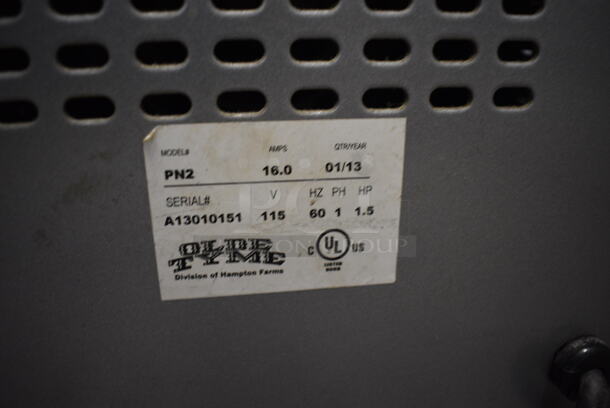 MODEL# AMPS QTR/YEAR
PN2 16.0 01/13
SERIAL# V HZ PH HP
A13010151 115 60 1 1.5
OLDE TYME
Division of Hampton Farms
C UL US
LISTED